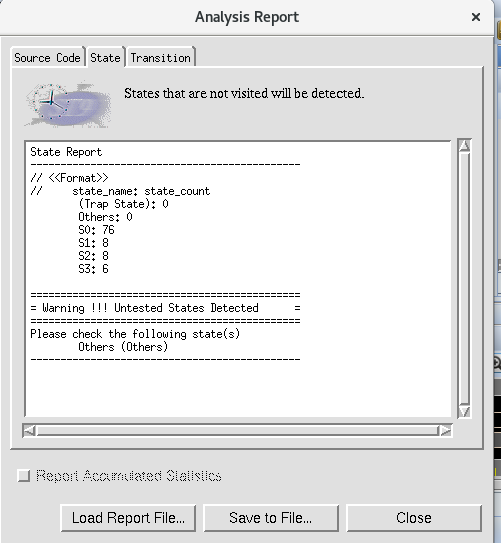 Analysis Report
Source Code State Transition
States that are not visited will be detected.
State Report
---------------------------------------------
// <<Format>>
//     state_name: state_count
        (Trap State): 0
        Others: 0
        S0: 76
        S1: 8
        S2: 8
        S3: 6

=============================================
= Warning !!! Untested States Detected      =
=============================================
Please check the following state(s)
        Others (Others)
---------------------------------------------
Report Accumulated Statistics
Load Report File... Save to File... Close